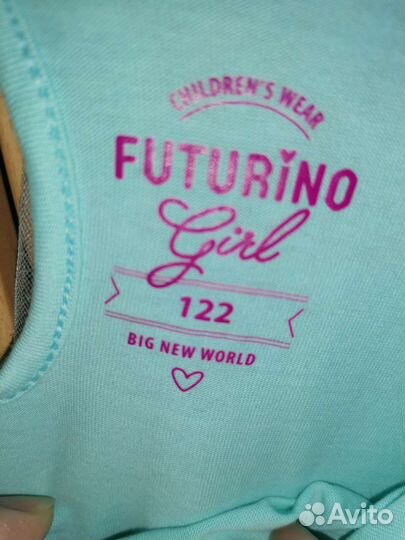 CHILDREN'S WEAR
FUTURINO
Girl
122
BIG NEW WORLD
Avito